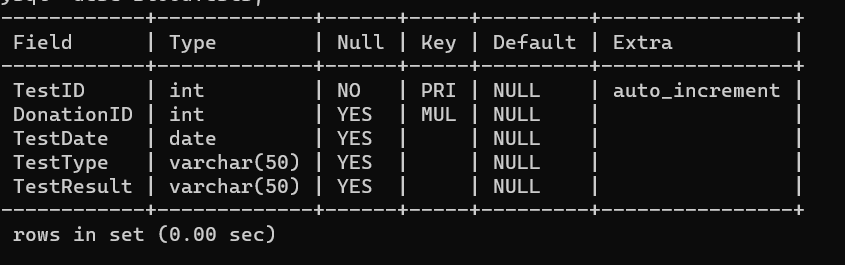 -----------+-------------+------+-----+---------+----------------+
Field      | Type        | Null | Key | Default | Extra          |
-----------+-------------+------+-----+---------+----------------+
TestID     | int         | NO   | PRI | NULL    | auto_increment |
DonationID | int         | YES  | MUL | NULL    |                |
TestDate   | date        | YES  |     | NULL    |                |
TestType   | varchar(50) | YES  |     | NULL    |                |
TestResult | varchar(50) | YES  |     | NULL    |                |
-----------+-------------+------+-----+---------+----------------+
rows in set (0.00 sec)